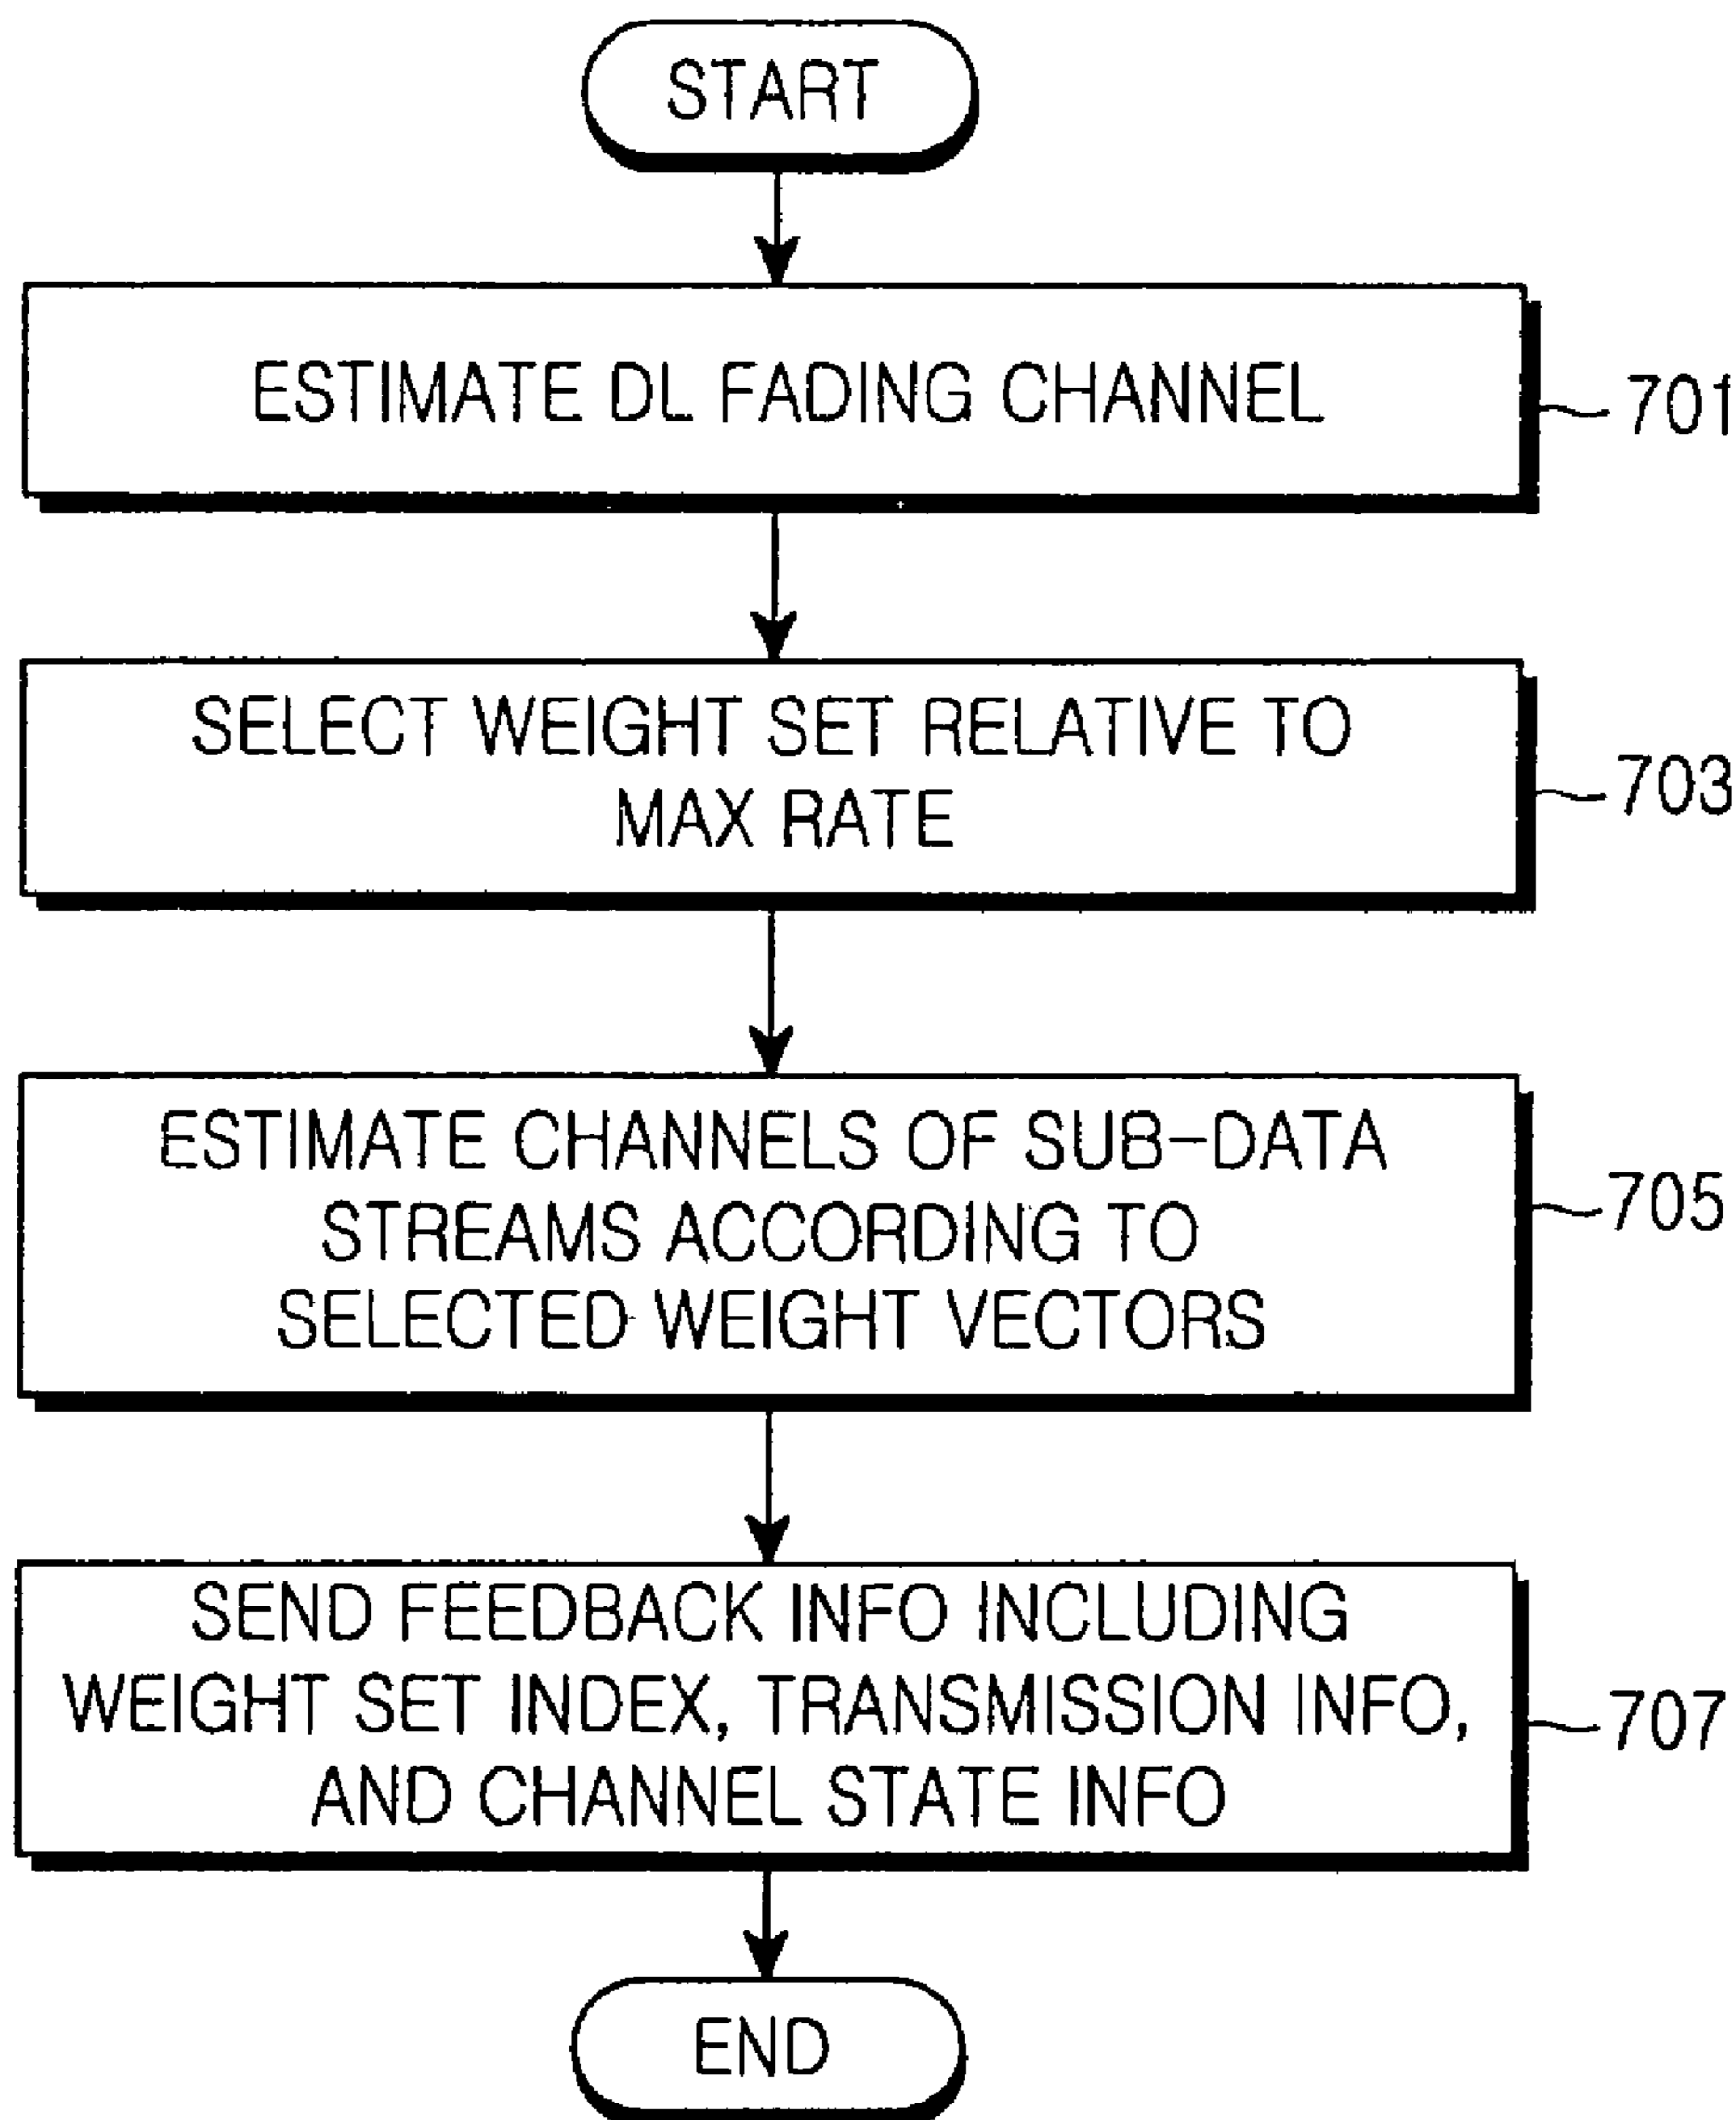 START
ESTIMATE DL FADING CHANNEL
701
SELECT WEIGHT SET RELATIVE TO
MAX RATE
703
ESTIMATE CHANNELS OF SUB-DATA
STREAMS ACCORDING TO
SELECTED WEIGHT VECTORS
705
SEND FEEDBACK INFO INCLUDING
WEIGHT SET INDEX, TRANSMISSION INFO,
AND CHANNEL STATE INFO
707
END